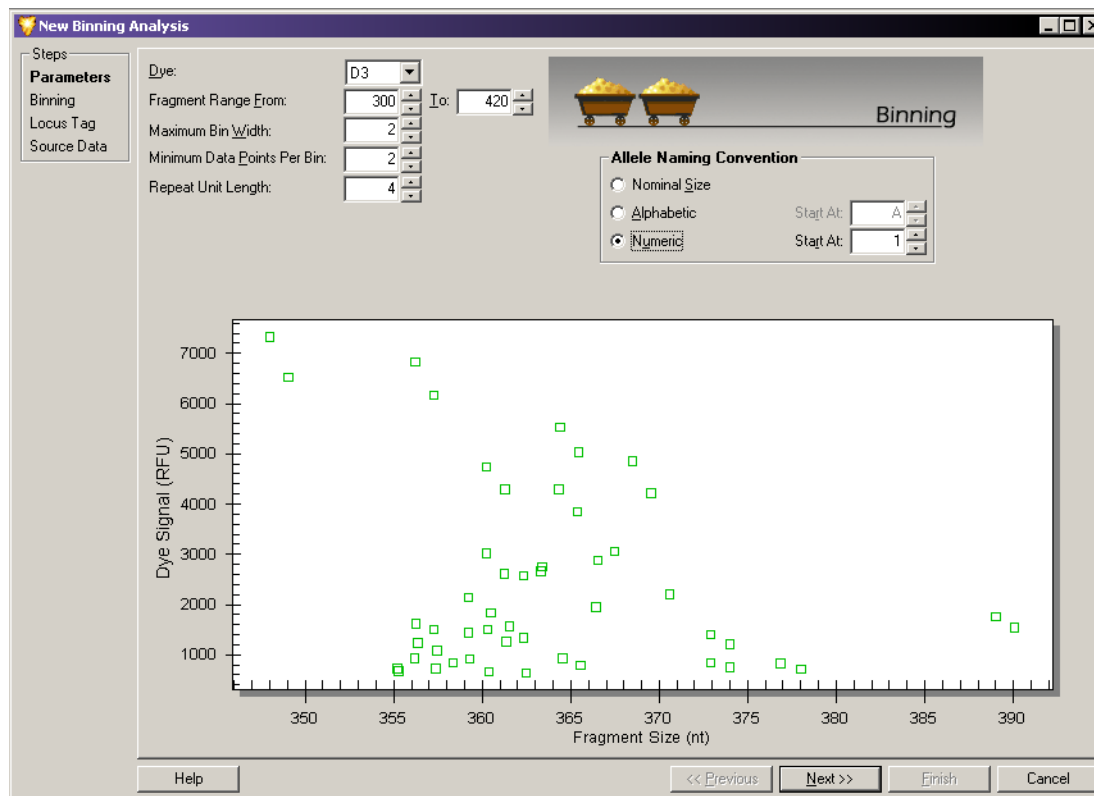 New Binning Analysis
Steps
Parameters
Binning
Locus Tag
Source Data
Dye: D3
Fragment Range From: 300 To: 420
Maximum Bin Width: 2
Minimum Data Points Per Bin: 2
Repeat Unit Length: 4
Binning
Allele Naming Convention
Nominal Size
Alphabetic Start At: A
Numeric Start At: 1
7000
6000
5000
4000
3000
2000
1000
Dye Signal (RFU)
350 355 360 365 370 375 380 385 390
Fragment Size (nt)
Help << Previous Next >> Finish Cancel